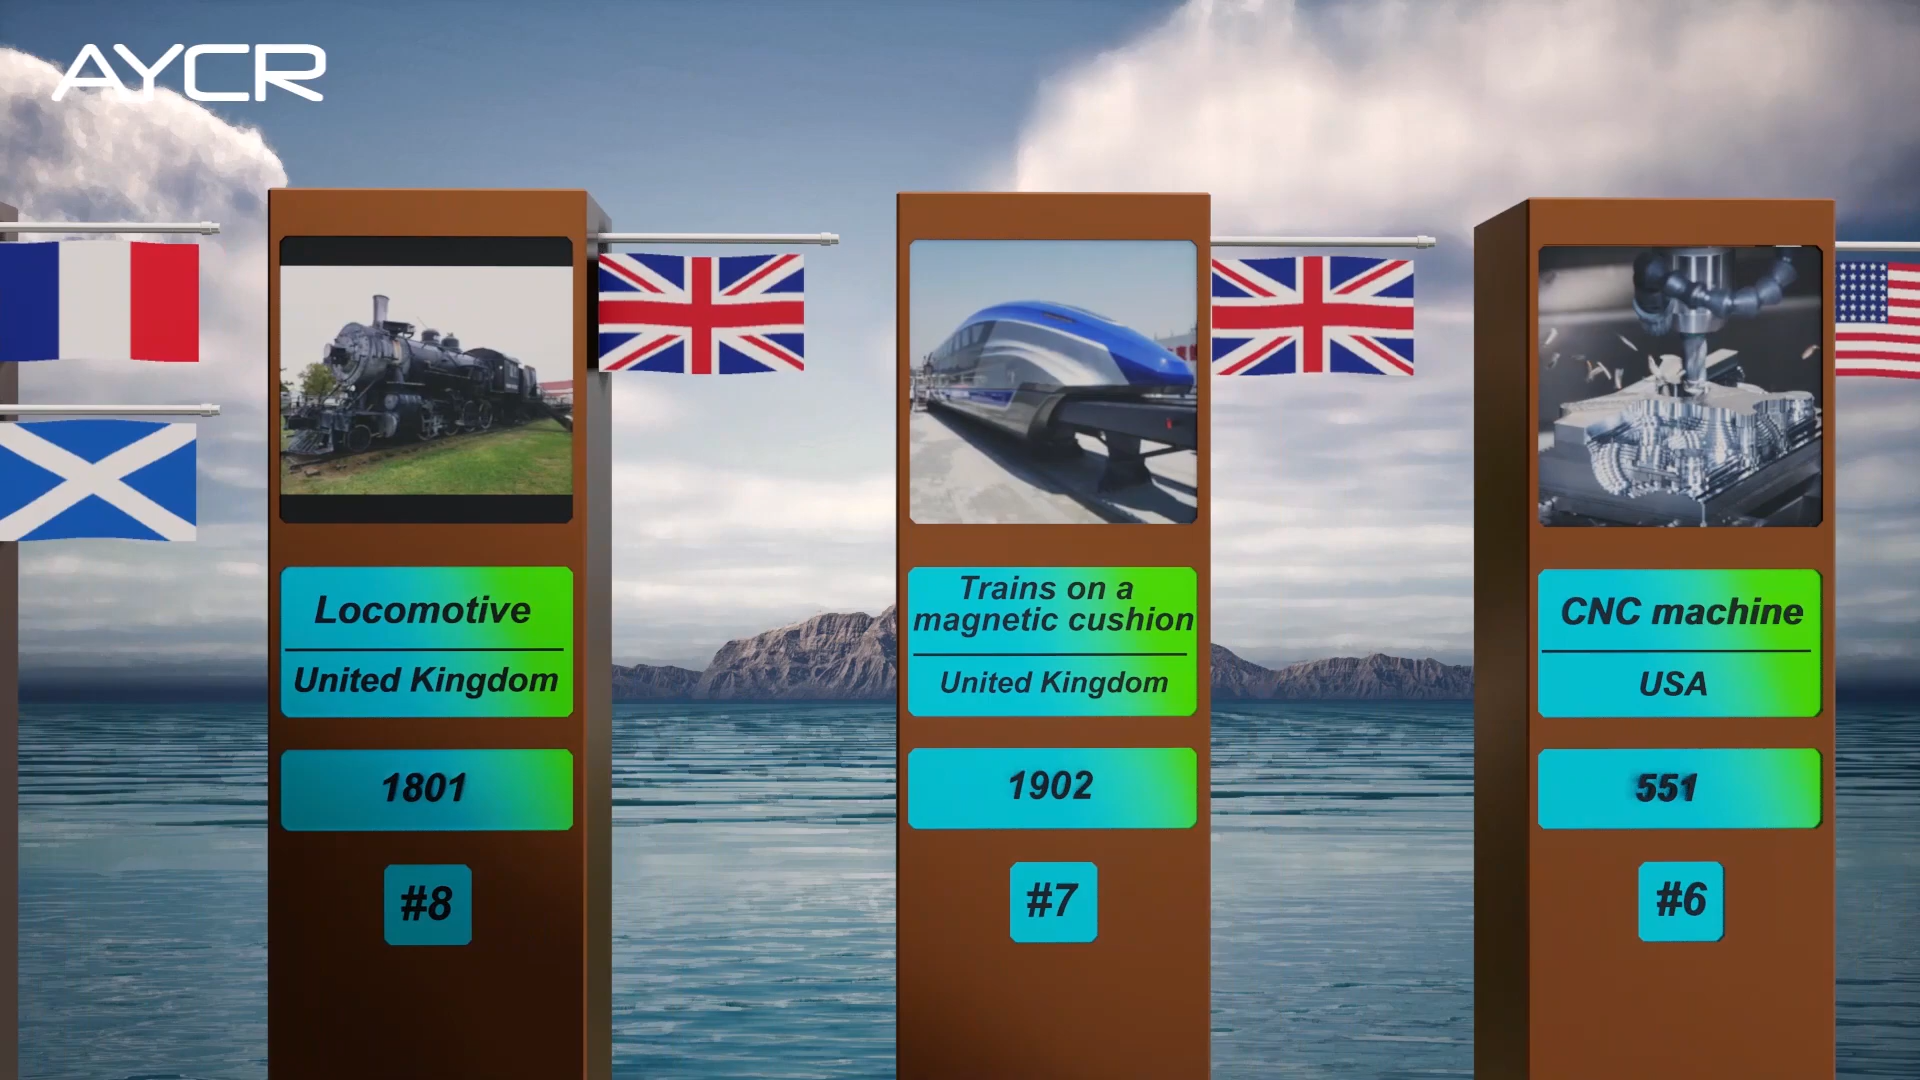 AYCR
Locomotive
United Kingdom
1801
#8
Trains on a
magnetic cushion
United Kingdom
1902
#7
CNC machine
USA
551
#6